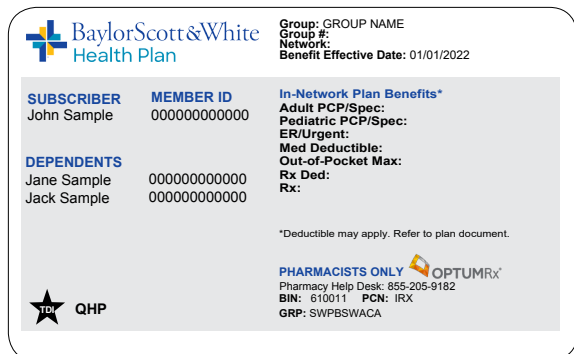 BaylorScott&White
Health Plan
Group: GROUP NAME
Group #:
Network:
Benefit Effective Date: 01/01/2022
SUBSCRIBER MEMBER ID
John Sample 000000000000
DEPENDENTS
Jane Sample 000000000000
Jack Sample 000000000000
TDI QHP
In-Network Plan Benefits*
Adult PCP/Spec:
Pediatric PCP/Spec:
ER/Urgent:
Med Deductible:
Out-of-Pocket Max:
Rx Ded:
Rx:
*Deductible may apply. Refer to plan document.
PHARMACISTS ONLY OPTUMRx®
Pharmacy Help Desk: 855-205-9182
BIN: 610011 PCN: IRX
GRP: SWPBSWACA